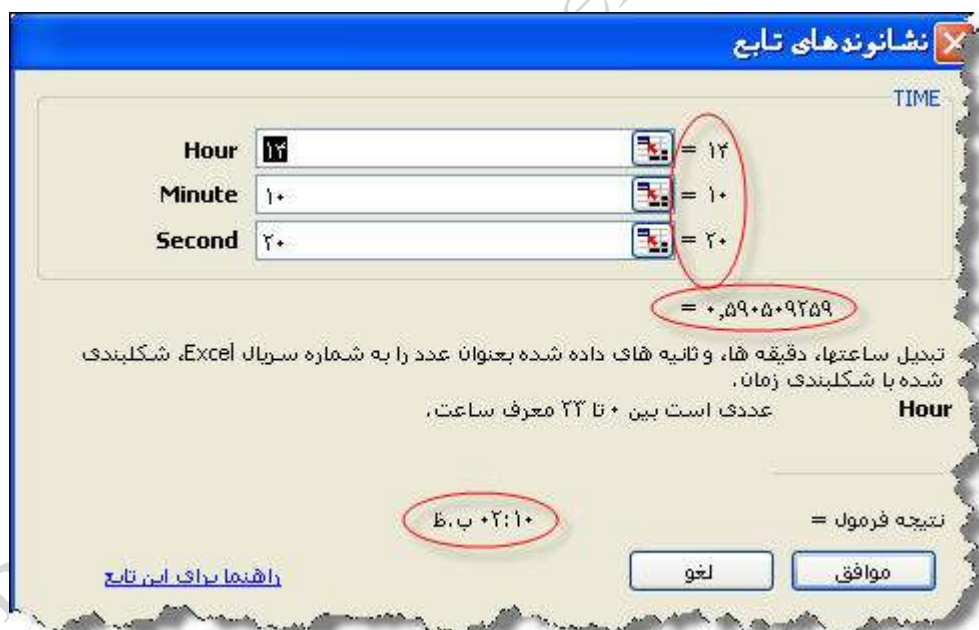 نشانوندهای تابع
TIME
Hour ۱۴ = ۱۴
Minute ۱۰ = ۱۰
Second ۲۰ = ۲۰
= ۰,۵۹۰۵۰۹۲۵۹
تبدیل ساعتها، دقیقه ها، و ثانیه های داده شده بعنوان عدد را به شماره سریال Excel، شکلبندی
شده با شکلبندی زمان.
Hour عددی است بین ۰ تا ۲۳ معرف ساعت.
نتیجه فرمول = ۰۲:۱۰ ب.ظ
راهنما برای این تابع
لغو
موافق